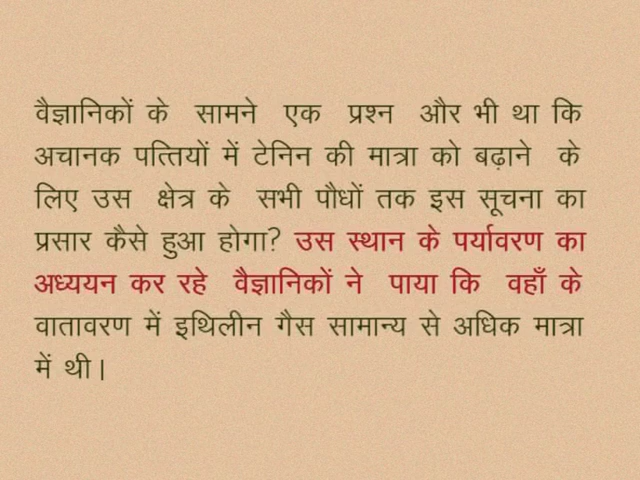 वैज्ञानिकों के सामने एक प्रश्न और भी था कि
अचानक पत्तियों में टेनिन की मात्रा को बढ़ाने के
लिए उस क्षेत्र के सभी पौधों तक इस सूचना का
प्रसार कैसे हुआ होगा? उस स्थान के पर्यावरण का
अध्ययन कर रहे वैज्ञानिकों ने पाया कि वहाँ के
वातावरण में इथिलीन गैस सामान्य से अधिक मात्रा
में थी।